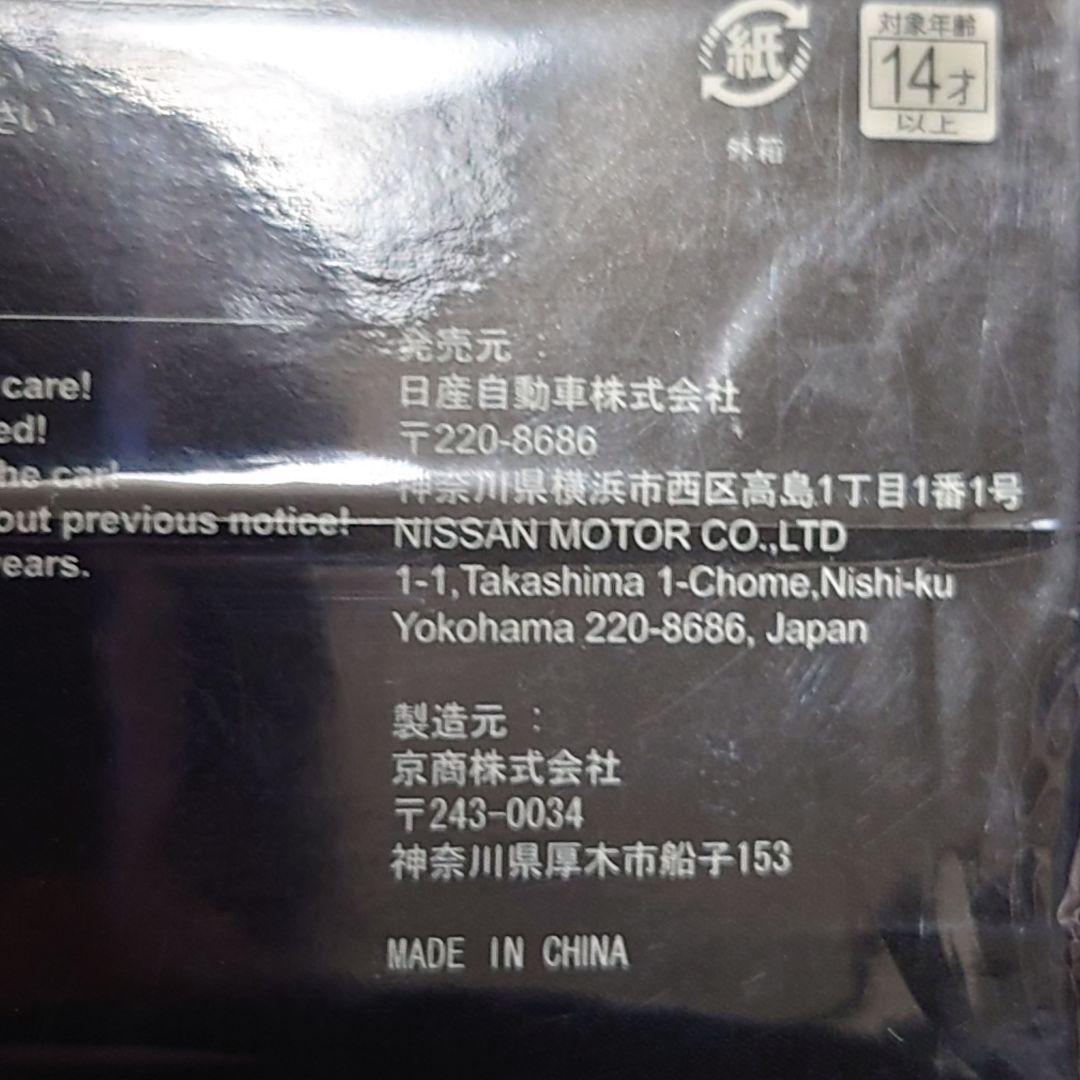 紙
外箱
対象年齢
14才
以上
さい
care!
ed!
he car!
out previous notice!
ears.
発売元：
日産自動車株式会社
〒220-8686
神奈川県横浜市西区高島1丁目1番1号
NISSAN MOTOR CO.,LTD
1-1,Takashima 1-Chome,Nishi-ku
Yokohama 220-8686, Japan
製造元：
京商株式会社
〒243-0034
神奈川県厚木市船子153
MADE IN CHINA